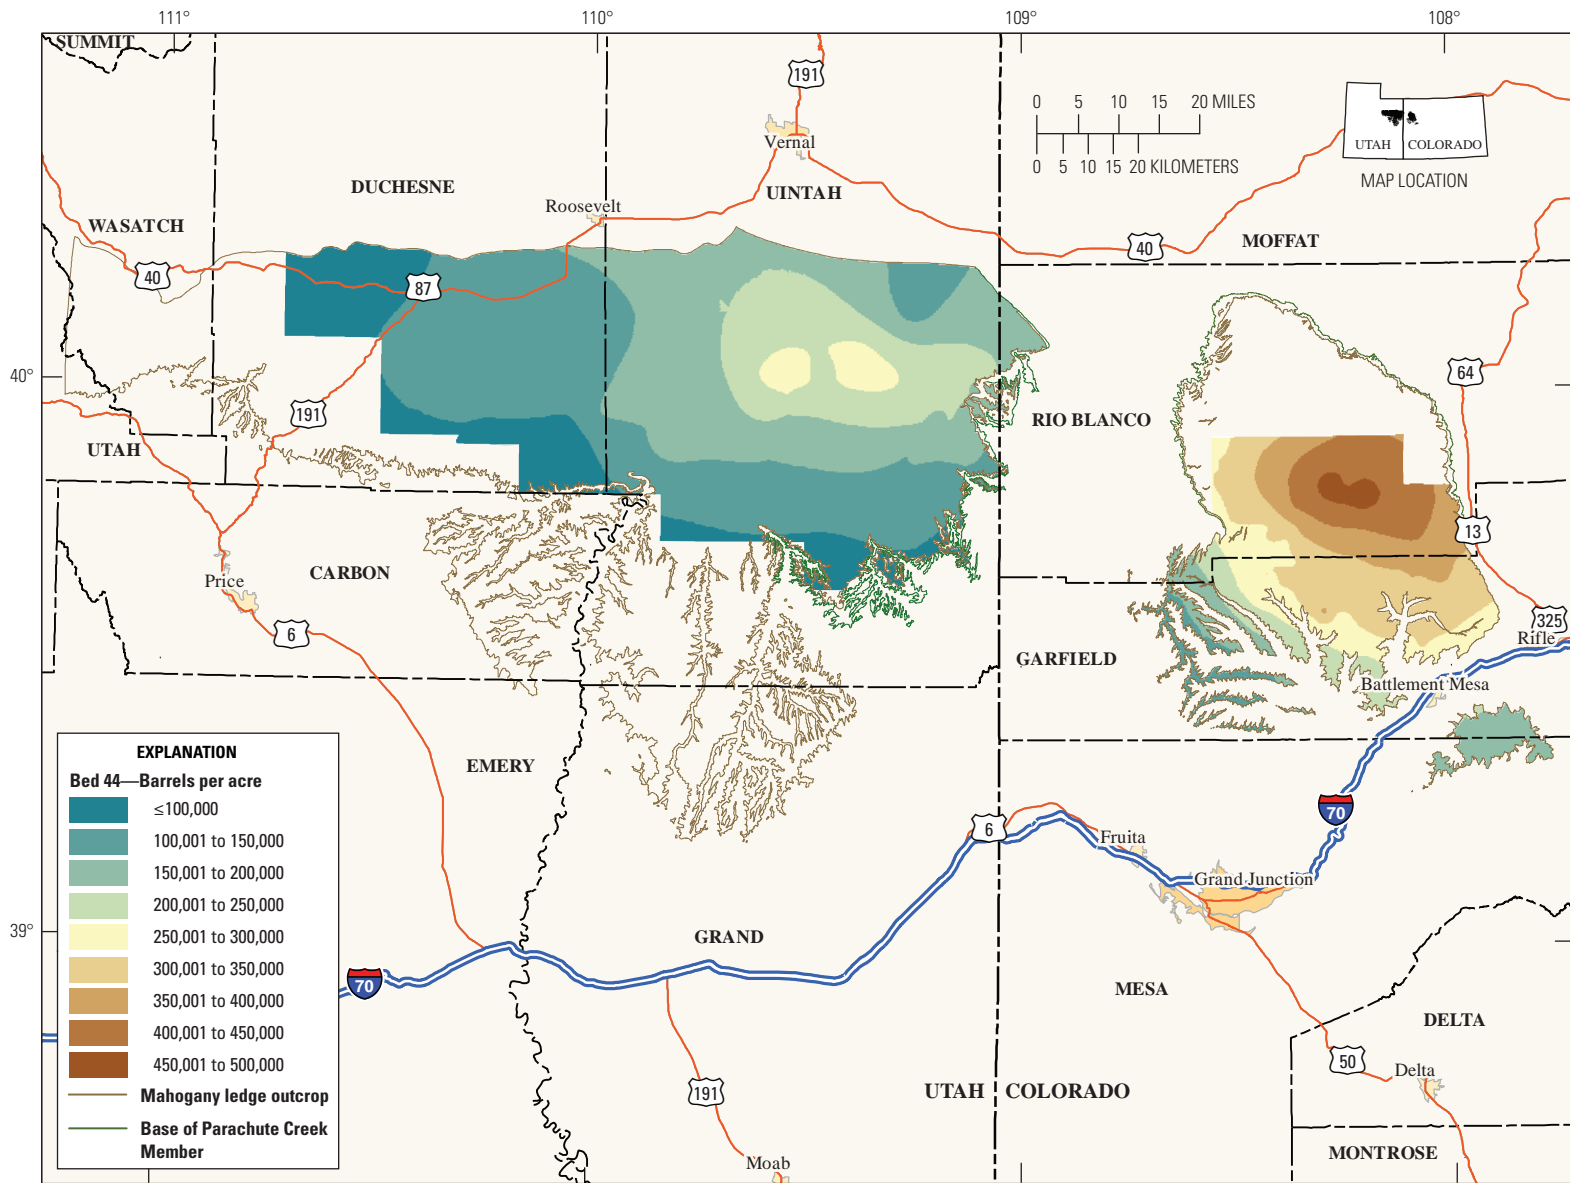 111°
110°
109°
108°
SUMMIT
191
0 5 10 15 20 MILES
0 5 10 15 20 KILOMETERS
UTAH COLORADO
MAP LOCATION
Vernal
DUCHESNE
UINTAH
Roosevelt
WASATCH
MOFFAT
40
40
87
40°
64
191
RIO BLANCO
UTAH
13
CARBON
Price
6
325
Rifle
GARFIELD
Battlement Mesa
EMERY
EXPLANATION
Bed 44—Barrels per acre
≤100,000
100,001 to 150,000
150,001 to 200,000
200,001 to 250,000
250,001 to 300,000
300,001 to 350,000
350,001 to 400,000
400,001 to 450,000
450,001 to 500,000
Mahogany ledge outcrop
Base of Parachute Creek
Member
70
6
Fruita
Grand Junction
39°
GRAND
70
MESA
DELTA
50
Delta
191
UTAH
COLORADO
MONTROSE
Moab